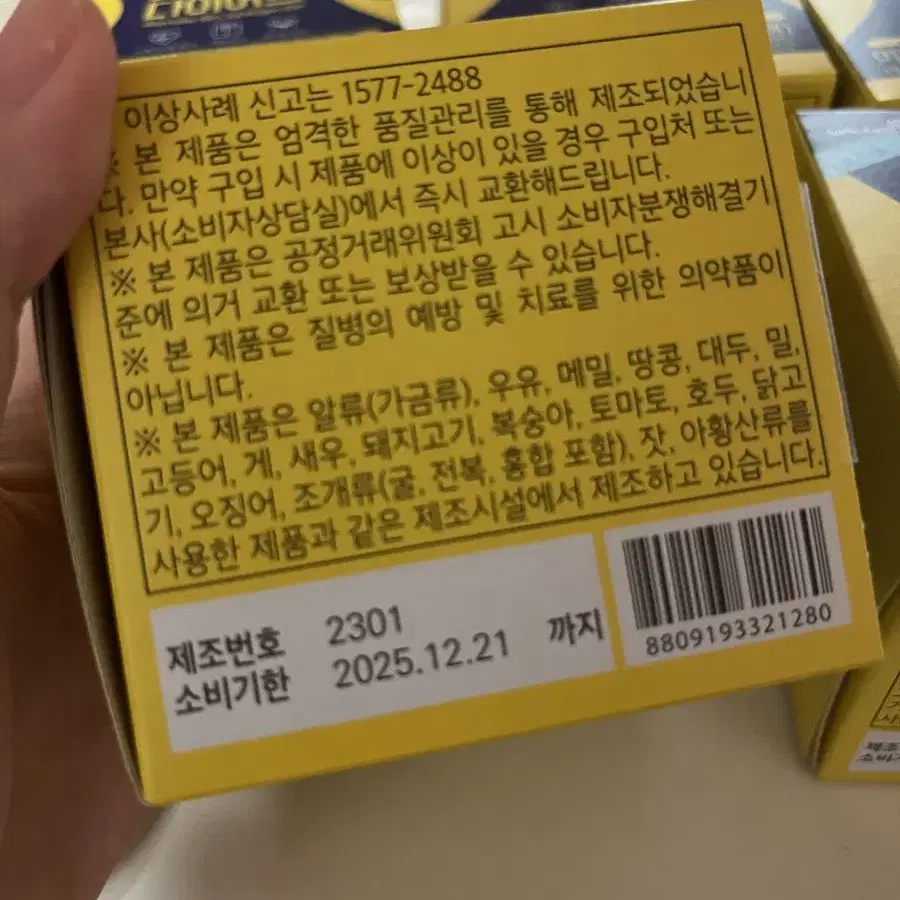 다이어트
이상사례 신고는 1577-2488
※ 본 제품은 엄격한 품질관리를 통해 제조되었습니
다. 만약 구입 시 제품에 이상이 있을 경우 구입처 또는
본사(소비자상담실)에서 즉시 교환해드립니다.
※ 본 제품은 공정거래위원회 고시 소비자분쟁해결기
준에 의거 교환 또는 보상받을 수 있습니다.
※ 본 제품은 질병의 예방 및 치료를 위한 의약품이
아닙니다.
※ 본 제품은 알류(가금류), 우유, 메밀, 땅콩, 대두, 밀,
고등어, 게, 새우, 돼지고기, 복숭아, 토마토, 호두, 닭고
기, 오징어, 조개류(굴, 전복, 홍합 포함), 잣, 아황산류를
사용한 제품과 같은 제조시설에서 제조하고 있습니다.
제조번호 2301
소비기한 2025.12.21 까지
8809193321280